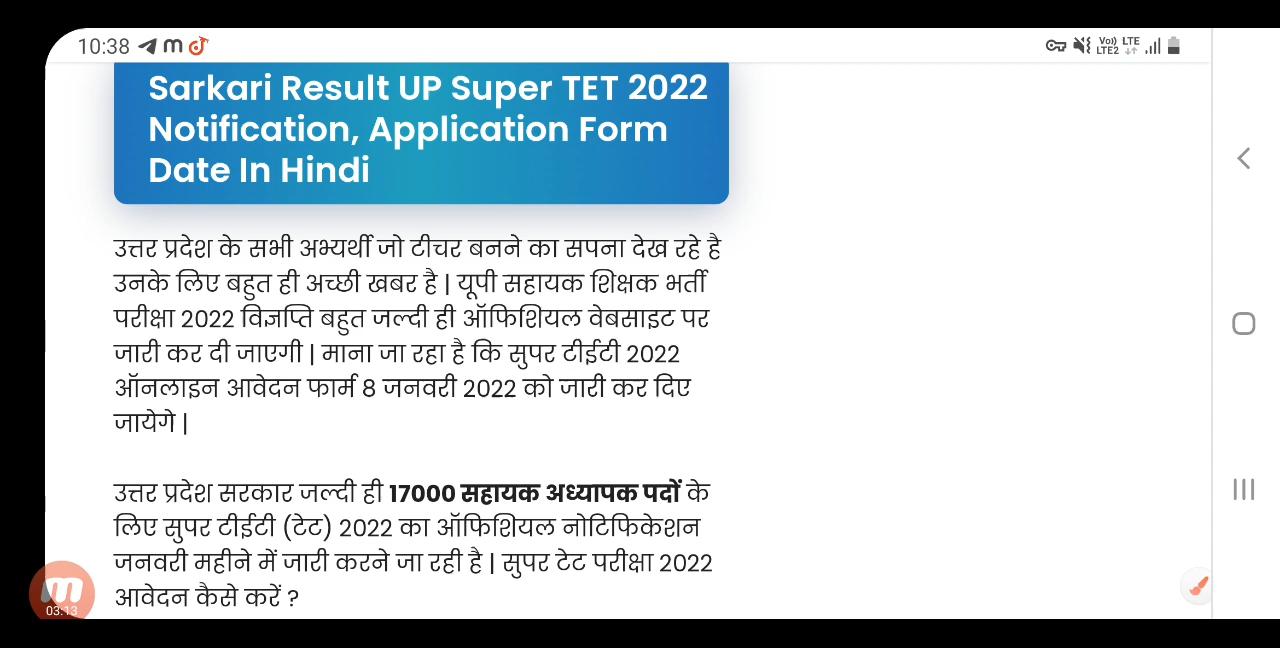 10:38
Vo)) LTE
LTE2
Sarkari Result UP Super TET 2022
Notification, Application Form
Date In Hindi
उत्तर प्रदेश के सभी अभ्यर्थी जो टीचर बनने का सपना देख रहे है
उनके लिए बहुत ही अच्छी खबर है | यूपी सहायक शिक्षक भर्ती
परीक्षा 2022 विज्ञप्ति बहुत जल्दी ही ऑफिशियल वेबसाइट पर
जारी कर दी जाएगी | माना जा रहा है कि सुपर टीईटी 2022
ऑनलाइन आवेदन फार्म 8 जनवरी 2022 को जारी कर दिए
जायेगे |
उत्तर प्रदेश सरकार जल्दी ही 17000 सहायक अध्यापक पदों के
लिए सुपर टीईटी (टेट) 2022 का ऑफिशियल नोटिफिकेशन
जनवरी महीने में जारी करने जा रही है | सुपर टेट परीक्षा 2022
आवेदन कैसे करें ?
03:13